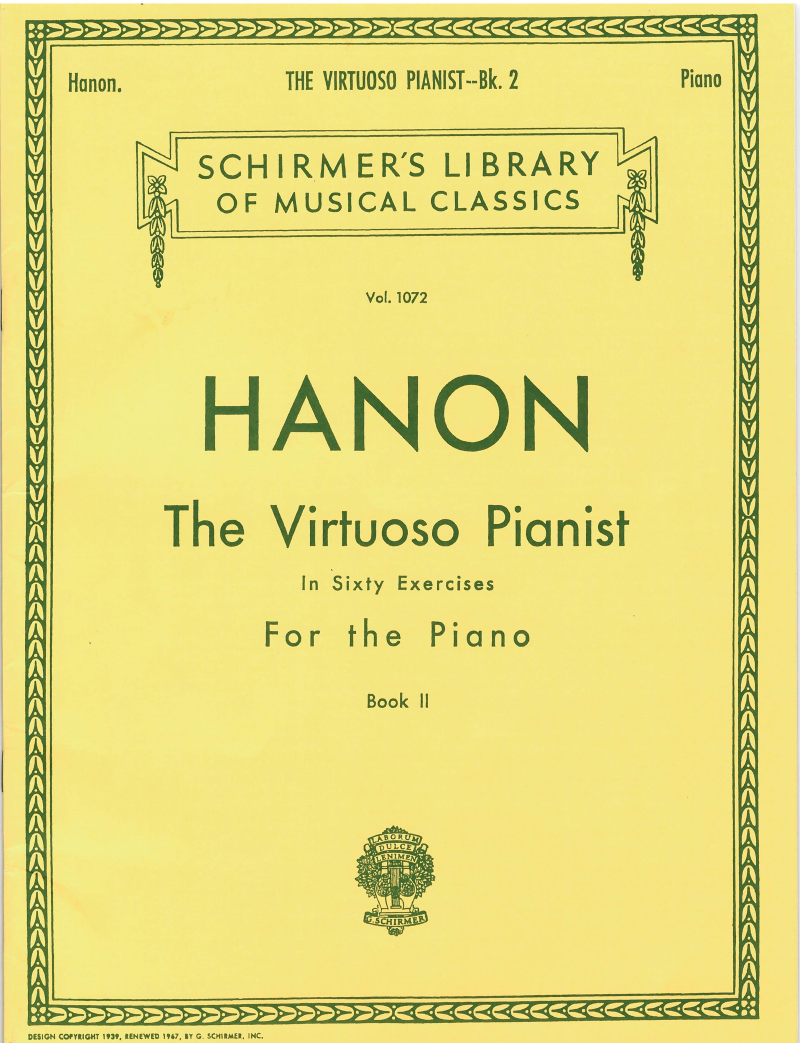 Hanon. THE VIRTUOSO PIANIST--Bk. 2 Piano
SCHIRMER'S LIBRARY
OF MUSICAL CLASSICS
Vol. 1072
HANON
The Virtuoso Pianist
In Sixty Exercises
For the Piano
Book II
LABORUM
DULCE
LENIMEN
G. SCHIRMER
DESIGN COPYRIGHT 1939, RENEWED 1967, BY G. SCHIRMER, INC.